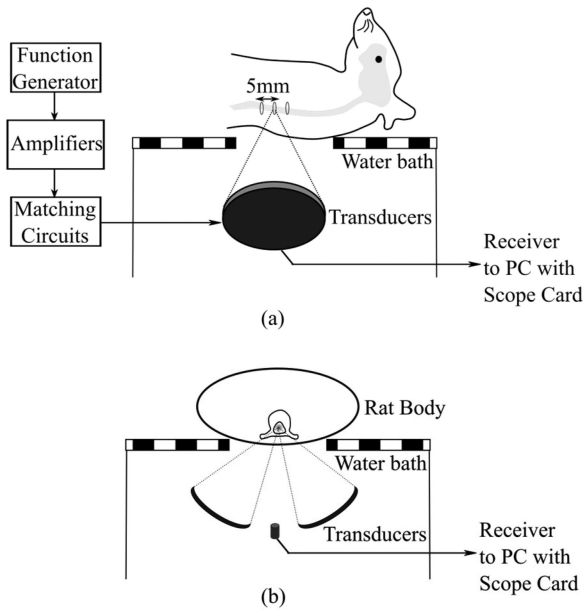 Function
Generator
Amplifiers
Matching
Circuits
5mm
Water bath
Transducers
Receiver
to PC with
Scope Card
(a)
Rat Body
Water bath
Transducers
Receiver
to PC with
Scope Card
(b)